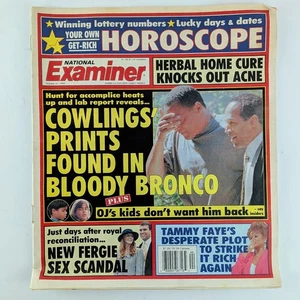 ★ Winning lottery numbers ★ Lucky days & dates
YOUR OWN
GET-RICH
HOROSCOPE
NATIONAL
Examiner
HERBAL HOME CURE
KNOCKS OUT ACNE
Hunt for accomplice heats
up and lab report reveals...
COWLINGS'
PRINTS
FOUND IN
BLOODY BRONCO
PLUS
OJ's kids don't want him back
say
insiders
Just days after royal
reconciliation...
NEW FERGIE
SEX SCANDAL
TAMMY FAYE'S
DESPERATE PLOT
TO STRIKE
IT RICH
AGAIN